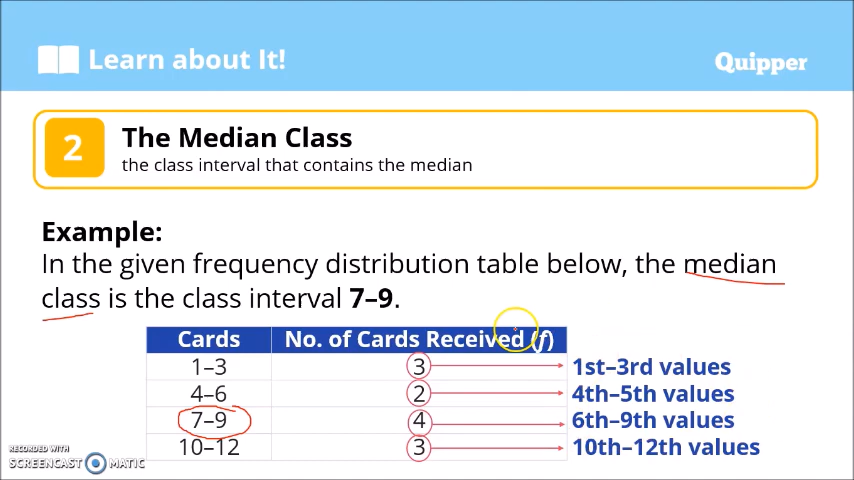 Learn about It!
Quipper
2
The Median Class
the class interval that contains the median
Example:
In the given frequency distribution table below, the median
class is the class interval 7–9.
Cards No. of Cards Received (f)
1–3 3 1st–3rd values
4–6 2 4th–5th values
7–9 4 6th–9th values
10–12 3 10th–12th values
RECORDED WITH
SCREENCAST MATIC